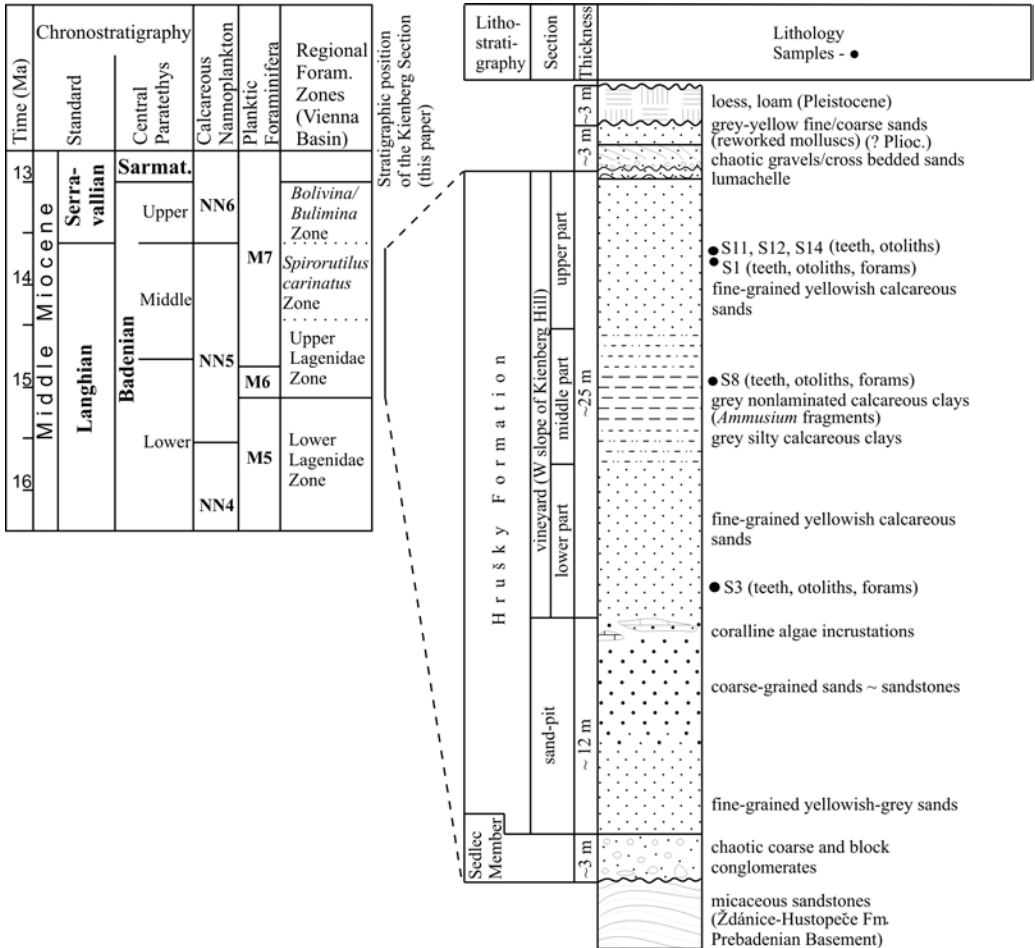 Chronostratigraphy
Time (Ma)
Standard
Central
Paratethys
Calcareous
Nannoplankton
Planktic
Foraminifera
Regional
Foram.
Zones
(Vienna
Basin)
Stratigraphic position
of the Kienberg Section
(this paper)
13
14
15
16
Middle Miocene
Serra-
vallian
Langhian
Sarmat.
Badenian
Upper
Middle
Lower
NN6
NN5
NN4
M7
M6
M5
Bolivina/
Bulimina
Zone
Spirorutilus
carinatus
Zone
Upper
Lagenidae
Zone
Lower
Lagenidae
Zone
Litho-
strati-
graphy
Section
Thickness
Lithology
Samples - ●
~3 m
~3 m
~25 m
~ 12 m
~3 m
Hrušky Formation
Sedlec
Member
vineyard (W slope of Kienberg Hill)
upper part
middle part
lower part
sand-pit
loess, loam (Pleistocene)
grey-yellow fine/coarse sands
(reworked molluscs) (? Plioc.)
chaotic gravels/cross bedded sands
lumachelle
● S11, S12, S14 (teeth, otoliths)
● S1 (teeth, otoliths, forams)
fine-grained yellowish calcareous
sands
● S8 (teeth, otoliths, forams)
grey nonlaminated calcareous clays
(Ammusium fragments)
grey silty calcareous clays
fine-grained yellowish calcareous
sands
● S3 (teeth, otoliths, forams)
coralline algae incrustations
coarse-grained sands ~ sandstones
fine-grained yellowish-grey sands
chaotic coarse and block
conglomerates
micaceous sandstones
(Ždánice-Hustopeče Fm.
Prebadenian Basement)